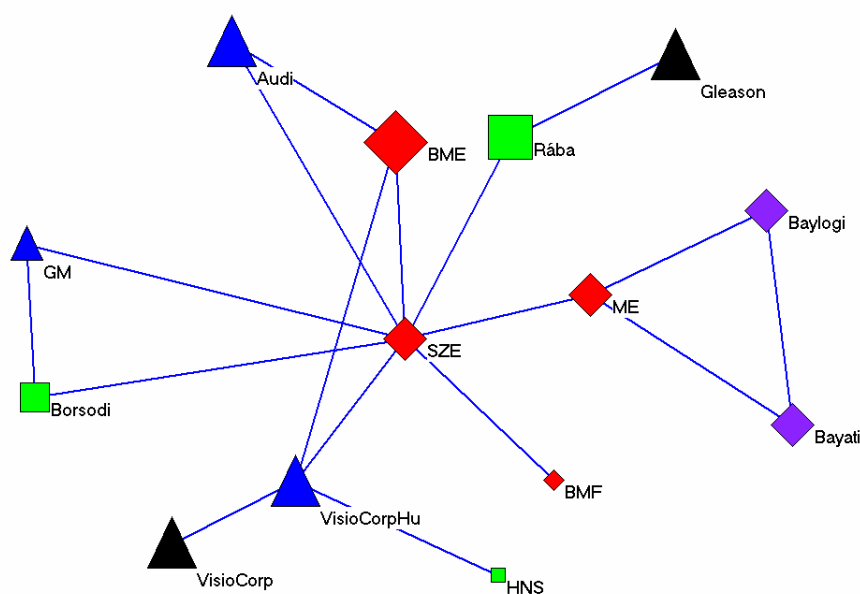 Audi
Gleason
BME
Rába
Baylogi
GM
ME
SZE
Borsodi
Bayati
BMF
VisioCorpHu
VisioCorp
HNS